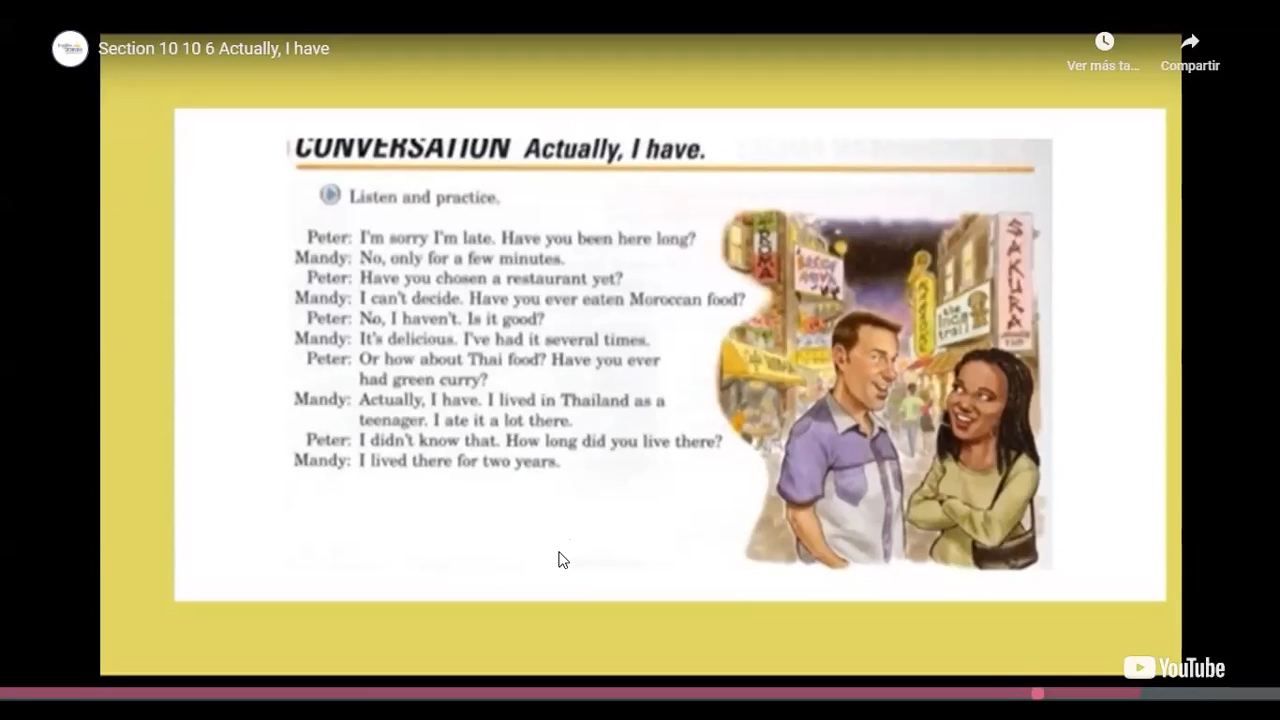 Section 10 10 6 Actually, I have
Ver más ta...
Compartir
CONVERSATION Actually, I have.
Listen and practice.
Peter: I'm sorry I'm late. Have you been here long?
Mandy: No, only for a few minutes.
Peter: Have you chosen a restaurant yet?
Mandy: I can't decide. Have you ever eaten Moroccan food?
Peter: No, I haven't. Is it good?
Mandy: It's delicious. I've had it several times.
Peter: Or how about Thai food? Have you ever
had green curry?
Mandy: Actually, I have. I lived in Thailand as a
teenager. I ate it a lot there.
Peter: I didn't know that. How long did you live there?
Mandy: I lived there for two years.
ROMA
SAKURA
the
Inca
trail
YouTube